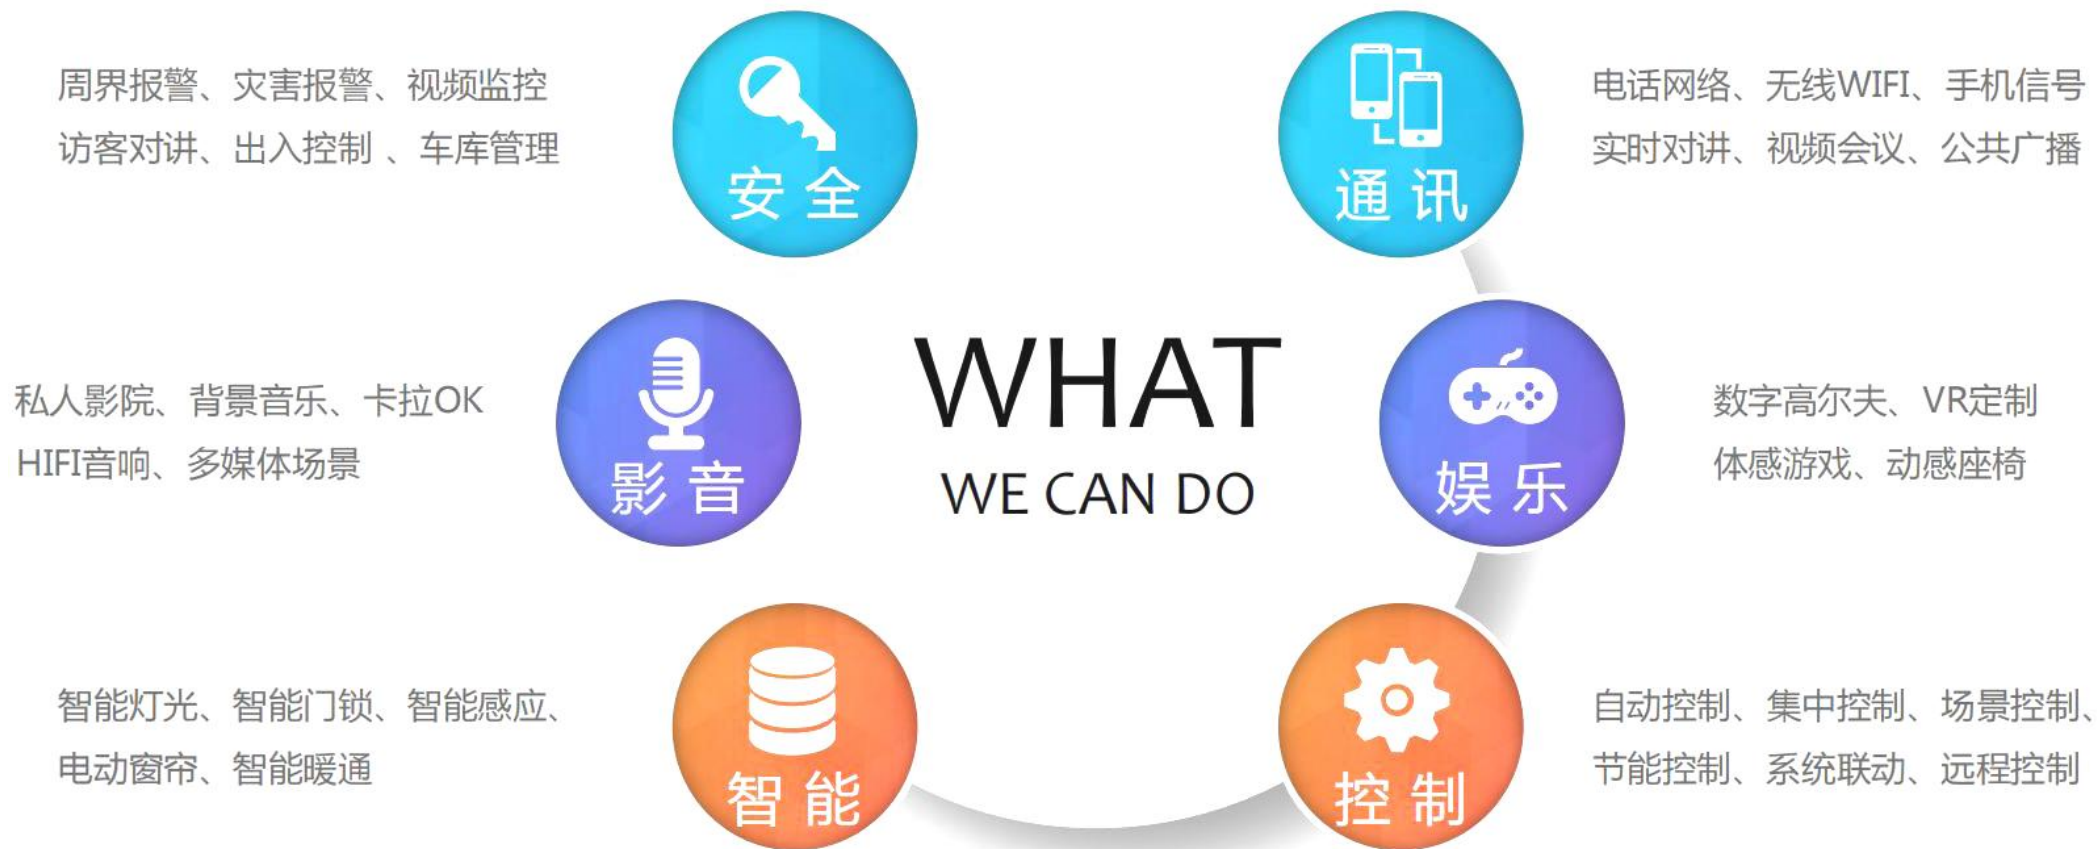 周界报警、灾害报警、视频监控
访客对讲、出入控制 、车库管理
安全
通讯
电话网络、无线WIFI、手机信号
实时对讲、视频会议、公共广播
私人影院、背景音乐、卡拉OK
HIFI音响、多媒体场景
影音
WHAT
WE CAN DO
娱乐
数字高尔夫、VR定制
体感游戏、动感座椅
智能灯光、智能门锁、智能感应、
电动窗帘、智能暖通
智能
控制
自动控制、集中控制、场景控制、
节能控制、系统联动、远程控制